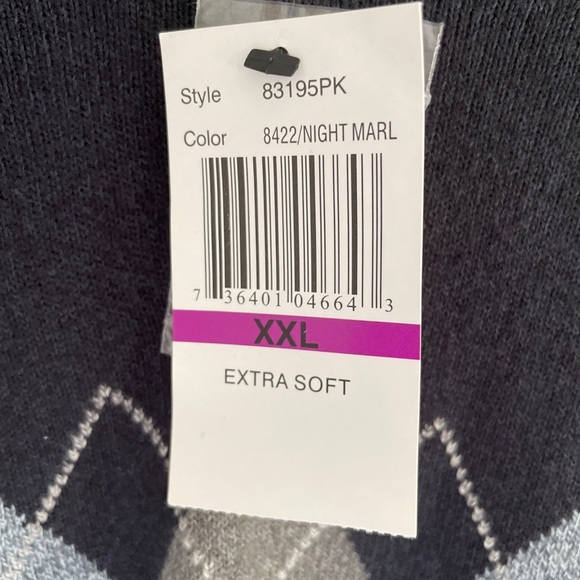 Style 83195PK
Color 8422/NIGHT MARL
7 36401 04664 3
XXL
EXTRA SOFT